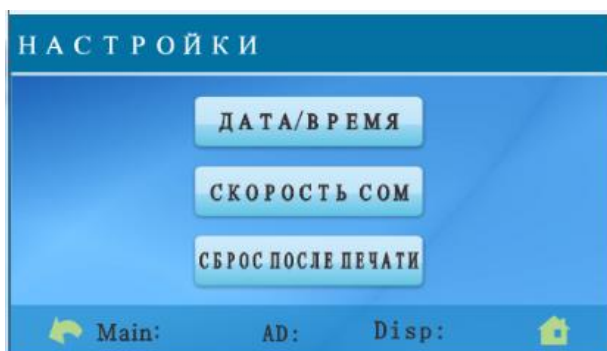 НАСТРОЙКИ
ДАТА/ВРЕМЯ
СКОРОСТЬ COM
СБРОС ПОСЛЕ ПЕЧАТИ
Main: AD: Disp: